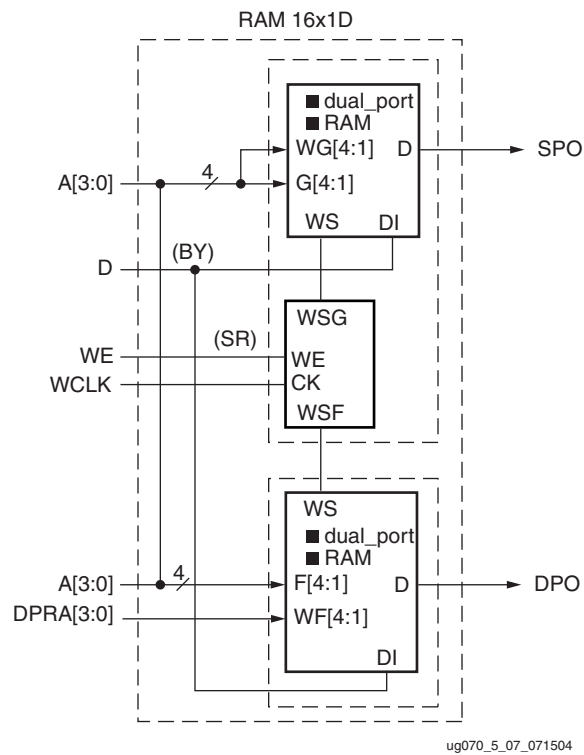 RAM 16x1D
dual_port
RAM
WG[4:1] D SPO
A[3:0] 4 G[4:1]
WS DI
D (BY)
WSG
WE (SR) WE
WCLK CK
WSF
WS
dual_port
RAM
A[3:0] 4 F[4:1] D DPO
DPRA[3:0] WF[4:1]
DI
ug070_5_07_071504